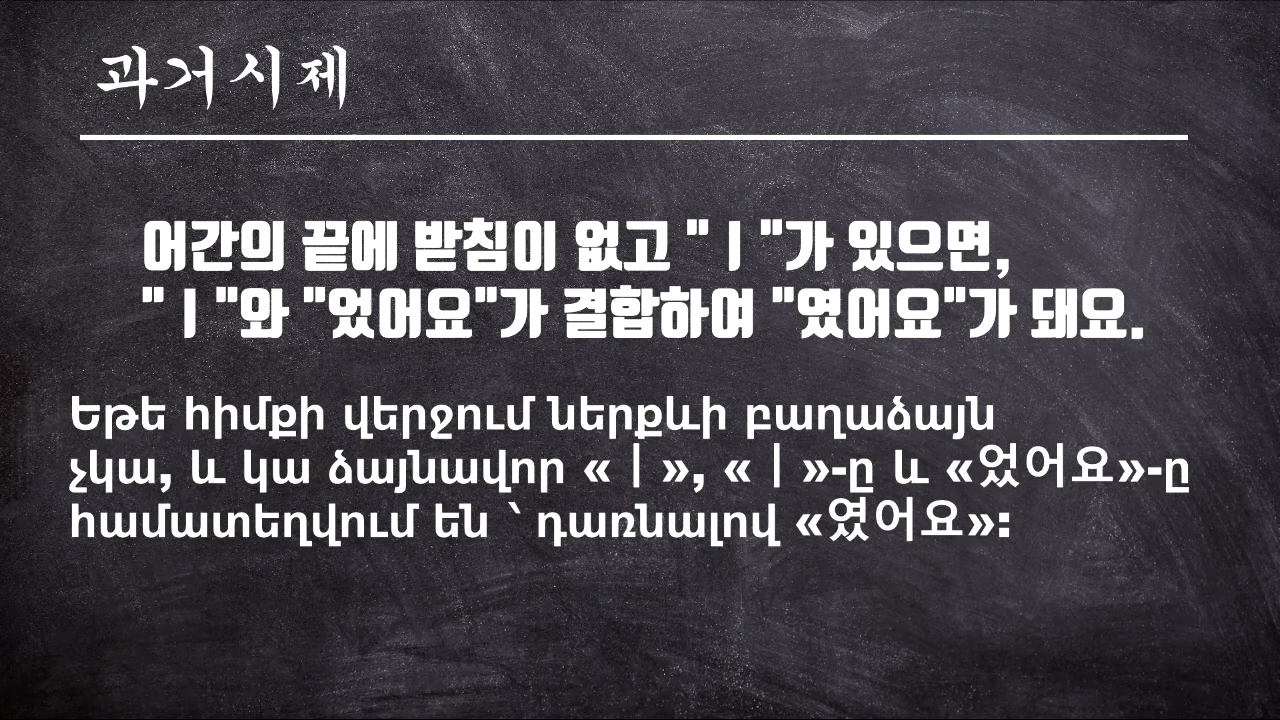 과거시제
어간의 끝에 받침이 없고 "ㅣ"가 있으면,
"ㅣ"와 "었어요"가 결합하여 "였어요"가 돼요.
Եթե հիմքի վերջում ներքևի բաղաձայն
չկա, և կա ձայնավոր «ㅣ», «ㅣ»-ը և «었어요»-ը
համատեղվում են ՝ դառնալով «였어요»: